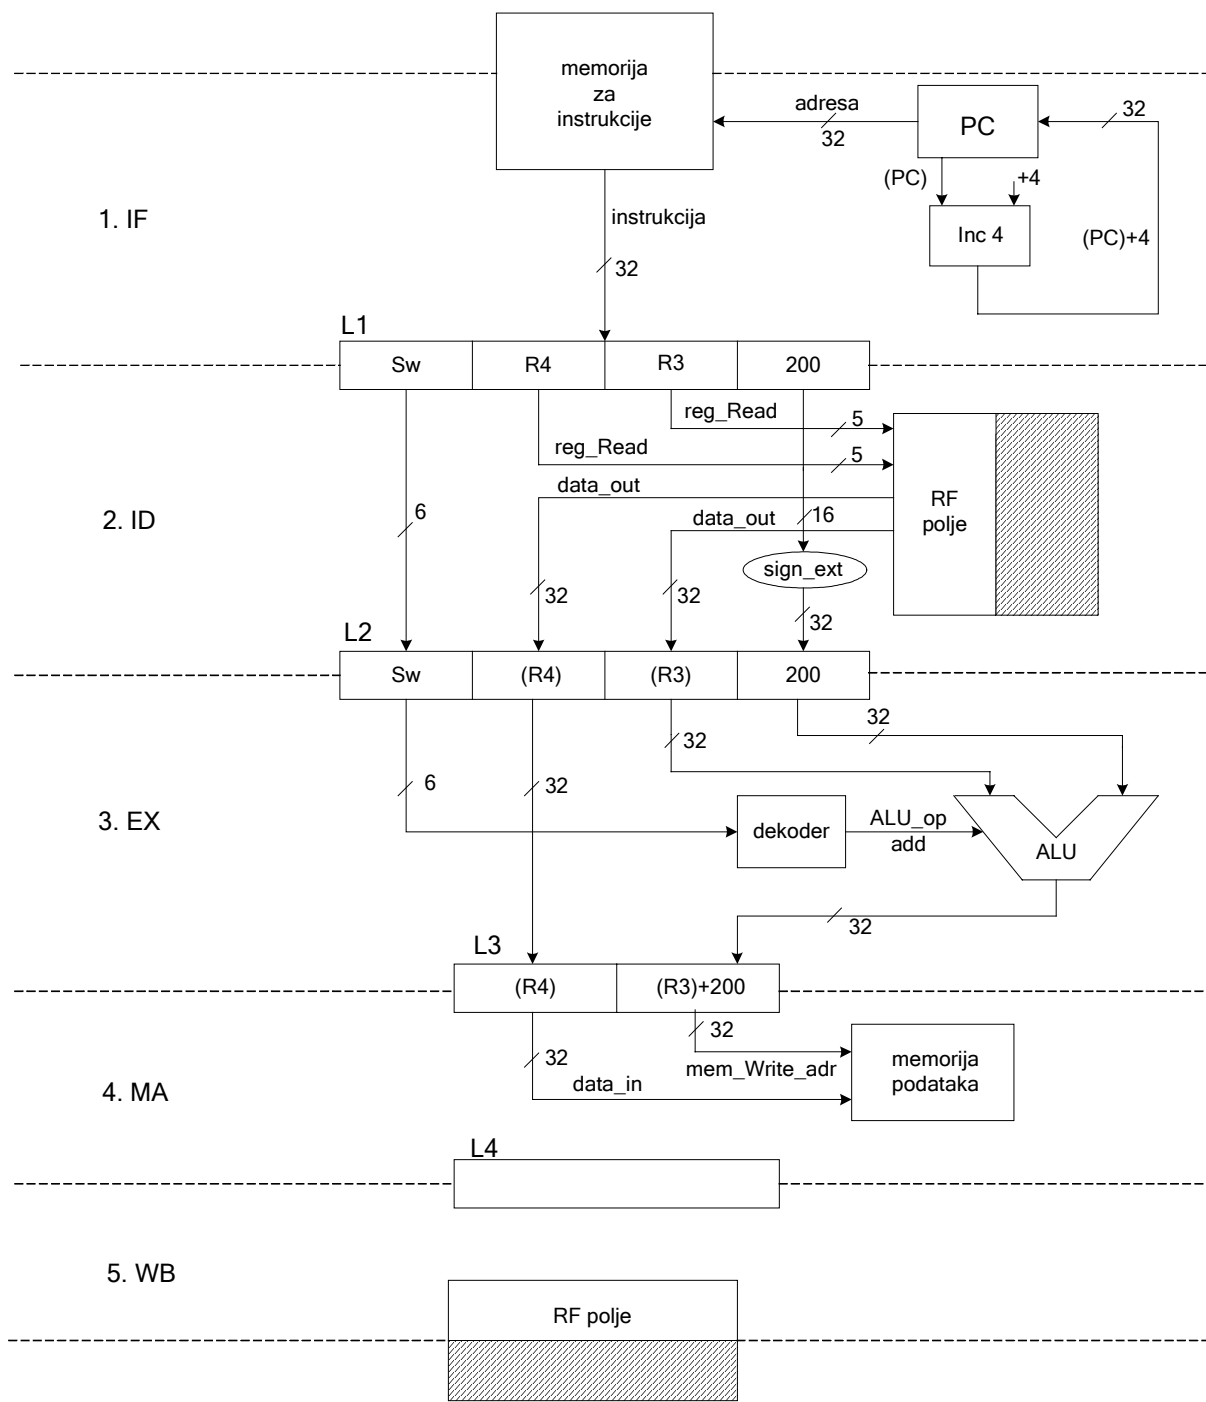 memorija
za
instrukcije
adresa
32
PC
32
(PC)
+4
1. IF
instrukcija
Inc 4
(PC)+4
32
L1
Sw
R4
R3
200
reg_Read
5
reg_Read
5
data_out
2. ID
6
data_out
16
RF
polje
sign_ext
32
32
32
L2
Sw
(R4)
(R3)
200
32
32
6
32
3. EX
dekoder
ALU_op
add
ALU
32
L3
(R4)
(R3)+200
32
32
mem_Write_adr
memorija
podataka
4. MA
data_in
L4
5. WB
RF polje